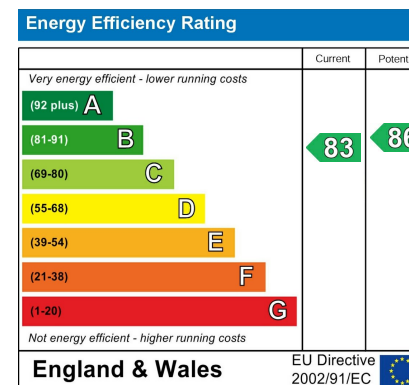 Energy Efficiency Rating
Current Potent
Very energy efficient - lower running costs
(92 plus) A
(81-91) B
(69-80) C
(55-68) D
(39-54) E
(21-38) F
(1-20) G
83 86
Not energy efficient - higher running costs
England & Wales
EU Directive
2002/91/EC